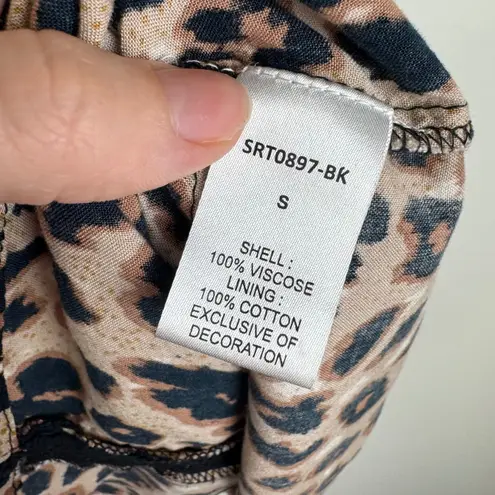 SRT0897-BK
S
SHELL :
100% VISCOSE
LINING :
100% COTTON
EXCLUSIVE OF
DECORATION